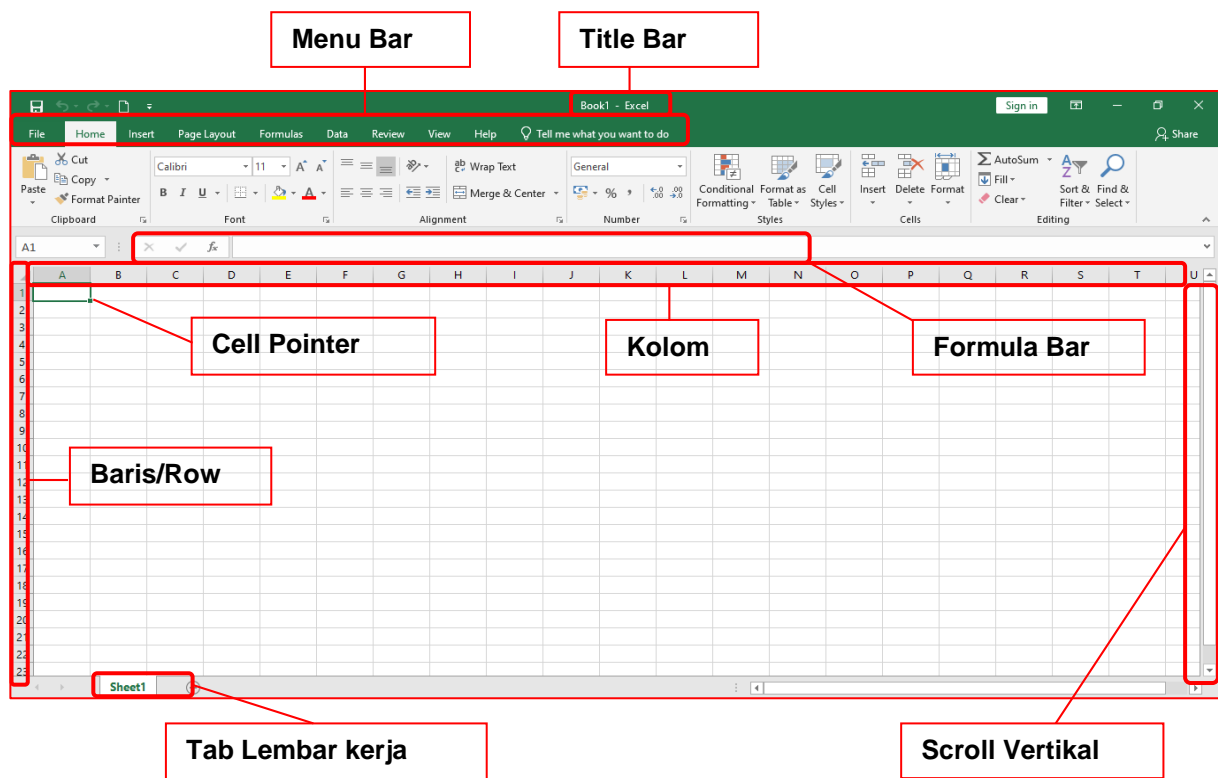 Menu Bar Title Bar
Book1 - Excel Sign in
File Home Insert Page Layout Formulas Data Review View Help Tell me what you want to do Share
Paste
Cut
Copy
Format Painter
Clipboard
Calibri 11
B I U
Font
Wrap Text
Merge & Center
Alignment
General
% ,
Number
Conditional Formatting
Format as Table
Cell Styles
Styles
Insert Delete Format
Cells
AutoSum
Fill
Clear
Sort & Filter
Find & Select
Editing
A1 fx
A B C D E F G H I J K L M N O P Q R S T U
1
2
3
4
5
6
7
8
9
10
11
12
13
14
15
16
17
18
19
20
21
22
23
Cell Pointer Kolom Formula Bar
Baris/Row
Sheet1
Tab Lembar kerja Scroll Vertikal